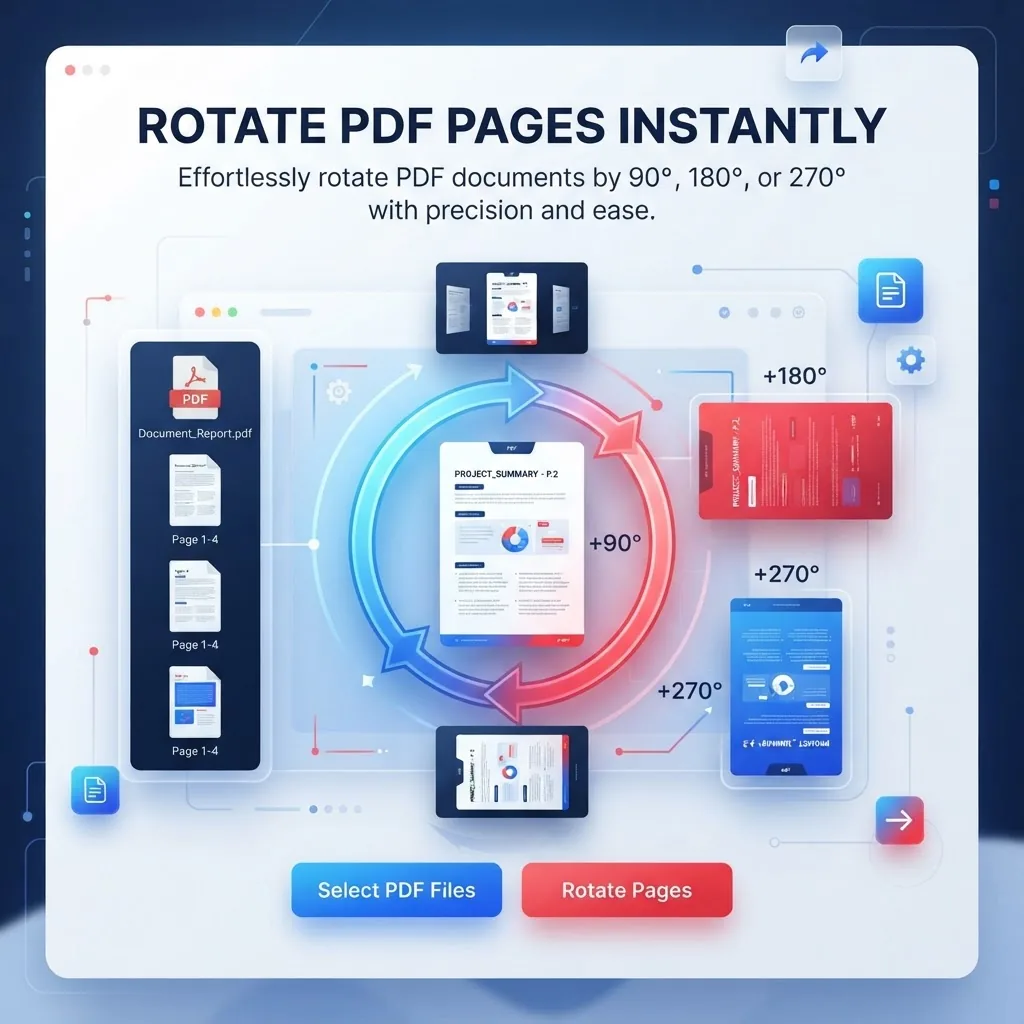 ROTATE PDF PAGES INSTANTLY
Effortlessly rotate PDF documents by 90°, 180°, or 270°
with precision and ease.
PDF
Document_Report.pdf
Page 1-4
Page 1-4
Page 1-4
PROJECT_SUMMARY - P.2
+90°
+180°
+270°
+270°
Select PDF Files
Rotate Pages